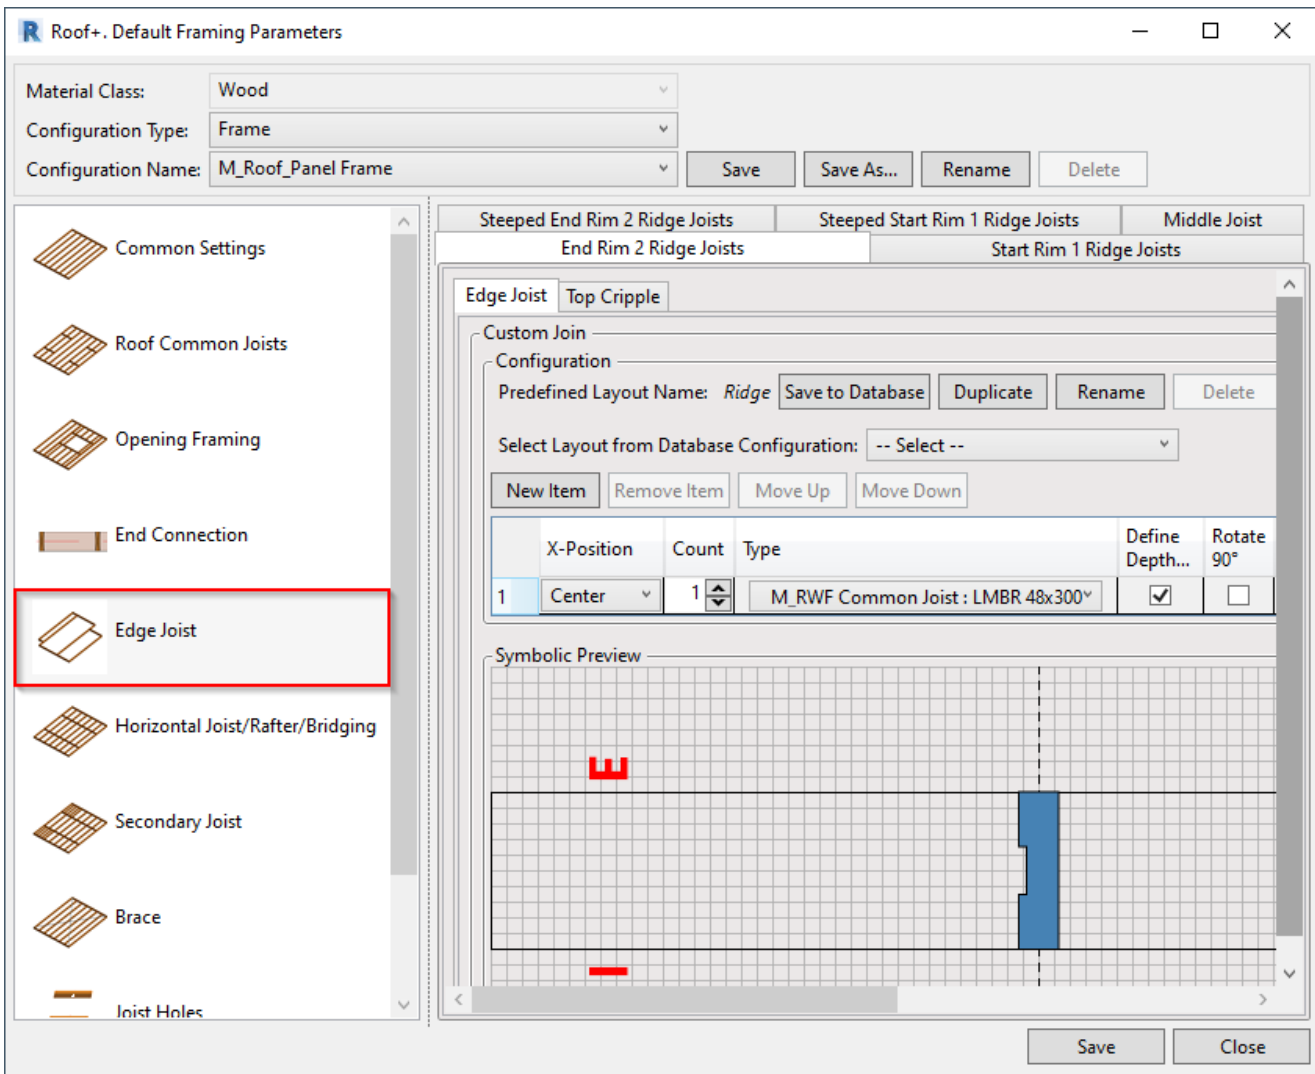 Roof+. Default Framing Parameters
Material Class: Wood
Configuration Type: Frame
Configuration Name: M_Roof_Panel Frame Save Save As... Rename Delete
Common Settings
Roof Common Joists
Opening Framing
End Connection
Edge Joist
Horizontal Joist/Rafter/Bridging
Secondary Joist
Brace
Joist Holes
Steeped End Rim 2 Ridge Joists Steeped Start Rim 1 Ridge Joists Middle Joist
End Rim 2 Ridge Joists Start Rim 1 Ridge Joists
Edge Joist Top Cripple
Custom Join
Configuration
Predefined Layout Name: Ridge Save to Database Duplicate Rename Delete
Select Layout from Database Configuration: -- Select --
New Item Remove Item Move Up Move Down
X-Position Count Type Define Depth... Rotate 90°
1 Center 1 M_RWF Common Joist : LMBR 48x300
Symbolic Preview
E
I
Save Close